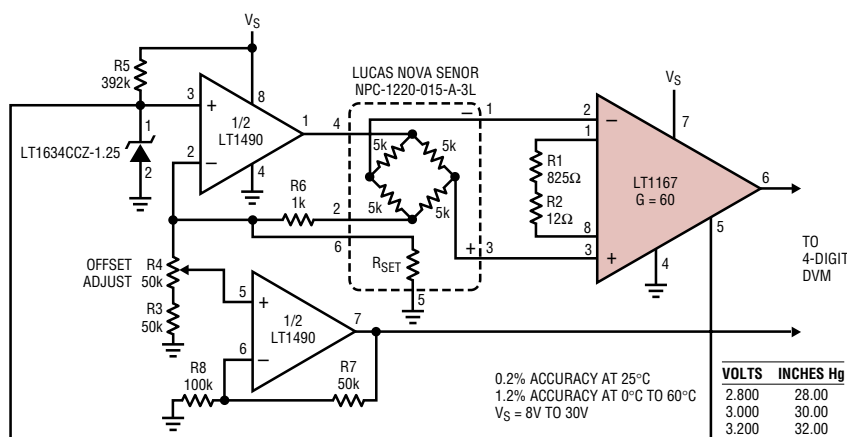 VS
R5
392k
3
+
8
1/2
LT1490
1
2
−
4
1
LT1634CCZ-1.25
2
LUCAS NOVA SENOR
NPC-1220-015-A-3L
4
−
1
5k
5k
5k
5k
R6
1k
2
6
+
3
RSET
5
VS
2
−
1
7
R1
825Ω
LT1167
G = 60
6
R2
12Ω
8
3
+
5
4
TO
4-DIGIT
DVM
OFFSET
ADJUST
R4
50k
R3
50k
5
+
1/2
LT1490
7
6
−
R8
100k
R7
50k
0.2% ACCURACY AT 25°C
1.2% ACCURACY AT 0°C TO 60°C
VS = 8V TO 30V
VOLTS INCHES Hg
2.800 28.00
3.000 30.00
3.200 32.00